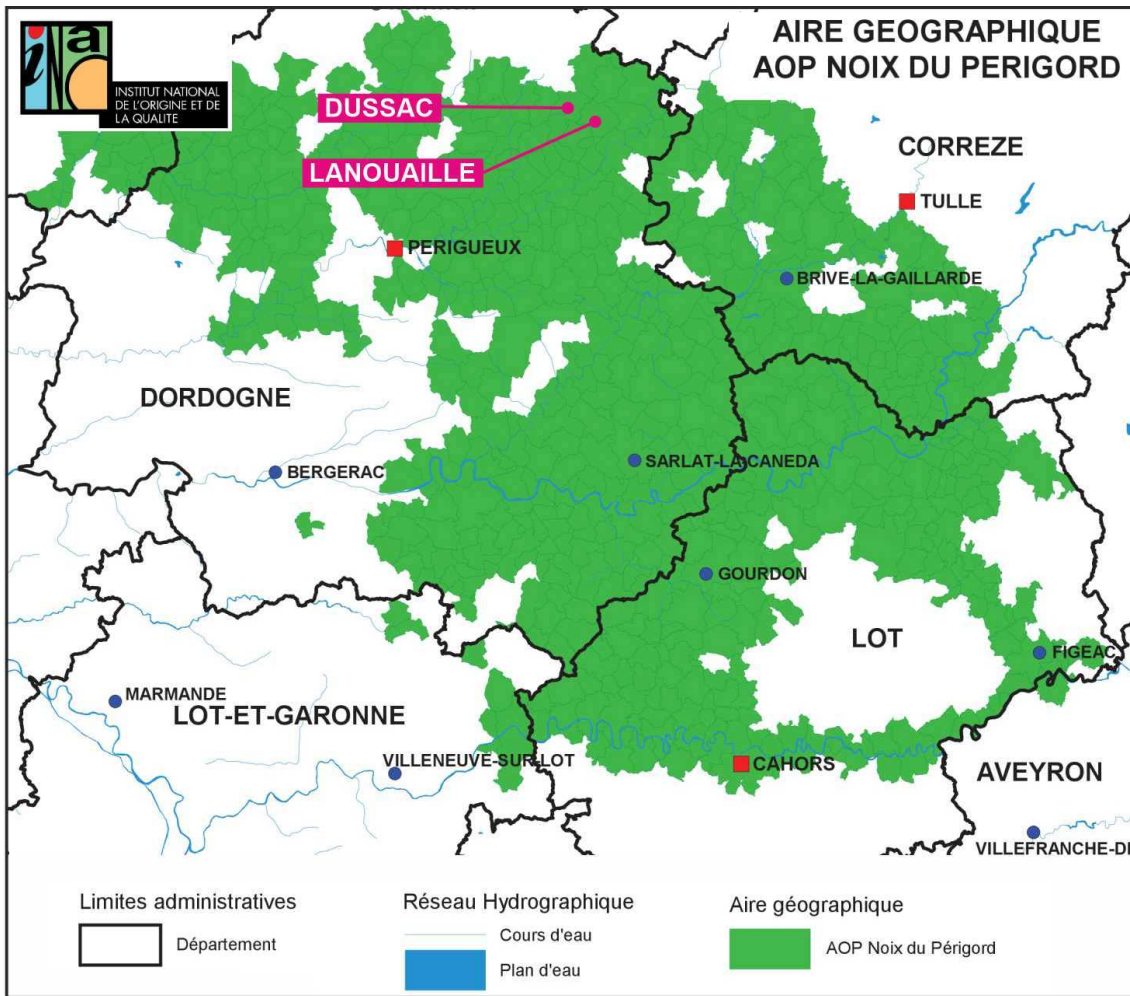 INAO
INSTITUT NATIONAL
DE L'ORIGINE ET DE
LA QUALITE
AIRE GEOGRAPHIQUE
AOP NOIX DU PERIGORD
DUSSAC
LANOUAILLE
CORREZE
TULLE
PERIGUEUX
BRIVE-LA-GAILLARDE
DORDOGNE
BERGERAC
SARLAT-LA-CANEDA
GOURDON
LOT
FIGEAC
MARMANDE
LOT-ET-GARONNE
VILLENEUVE-SUR-LOT
CAHORS
AVEYRON
VILLEFRANCHE-DE
Limites administratives
Département
Réseau Hydrographique
Cours d'eau
Plan d'eau
Aire géographique
AOP Noix du Périgord